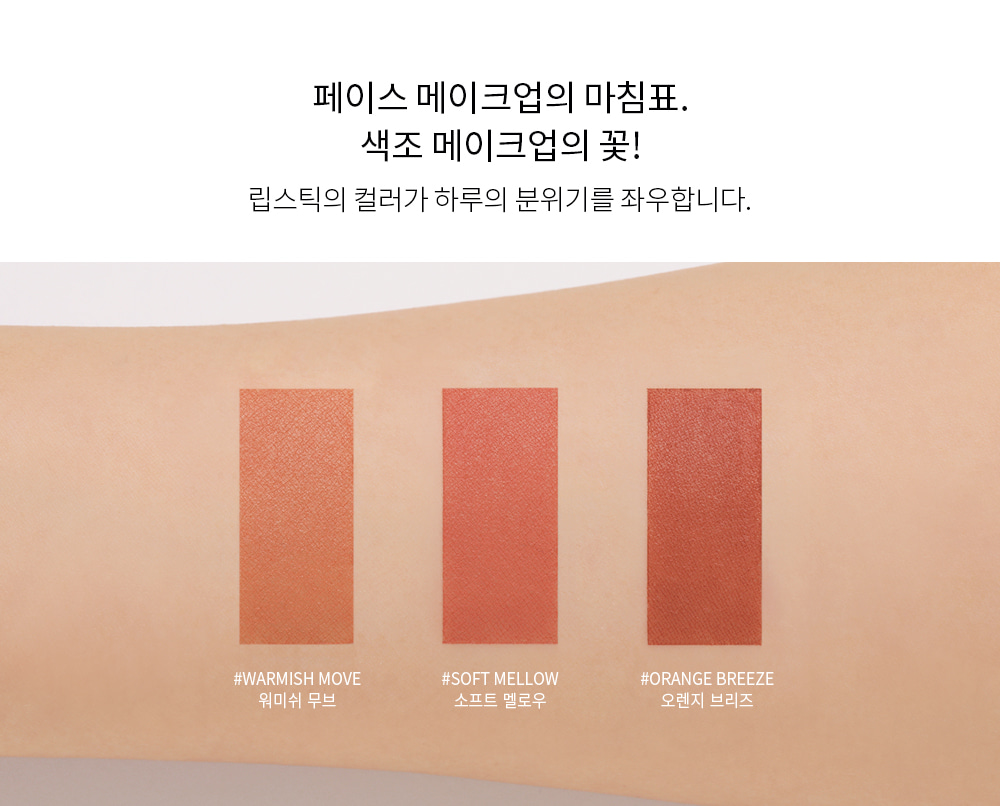 페이스 메이크업의 마침표.
색조 메이크업의 꽃!
립스틱의 컬러가 하루의 분위기를 좌우합니다.
#WARMISH MOVE
워미쉬 무브
#SOFT MELLOW
소프트 멜로우
#ORANGE BREEZE
오렌지 브리즈